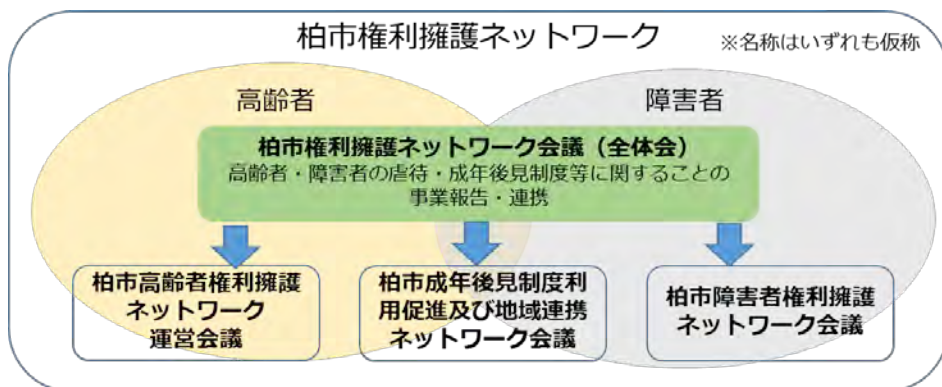 柏市権利擁護ネットワーク
※名称はいずれも仮称
高齢者
障害者
柏市権利擁護ネットワーク会議（全体会）
高齢者・障害者の虐待・成年後見制度等に関することの
事業報告・連携
柏市高齢者権利擁護
ネットワーク
運営会議
柏市成年後見制度利
用促進及び地域連携
ネットワーク会議
柏市障害者権利擁護
ネットワーク会議